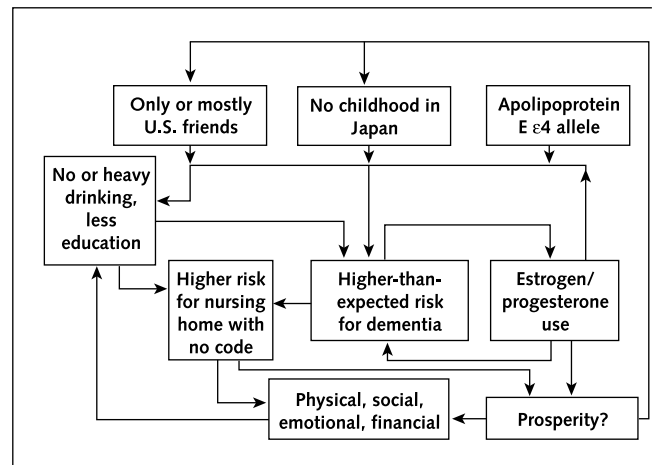 Only or mostly
U.S. friends
No childhood in
Japan
Apolipoprotein
E ε4 allele
No or heavy
drinking,
less
education
Higher risk
for nursing
home with
no code
Higher-than-
expected risk
for dementia
Estrogen/
progesterone
use
Physical, social,
emotional, financial
Prosperity?